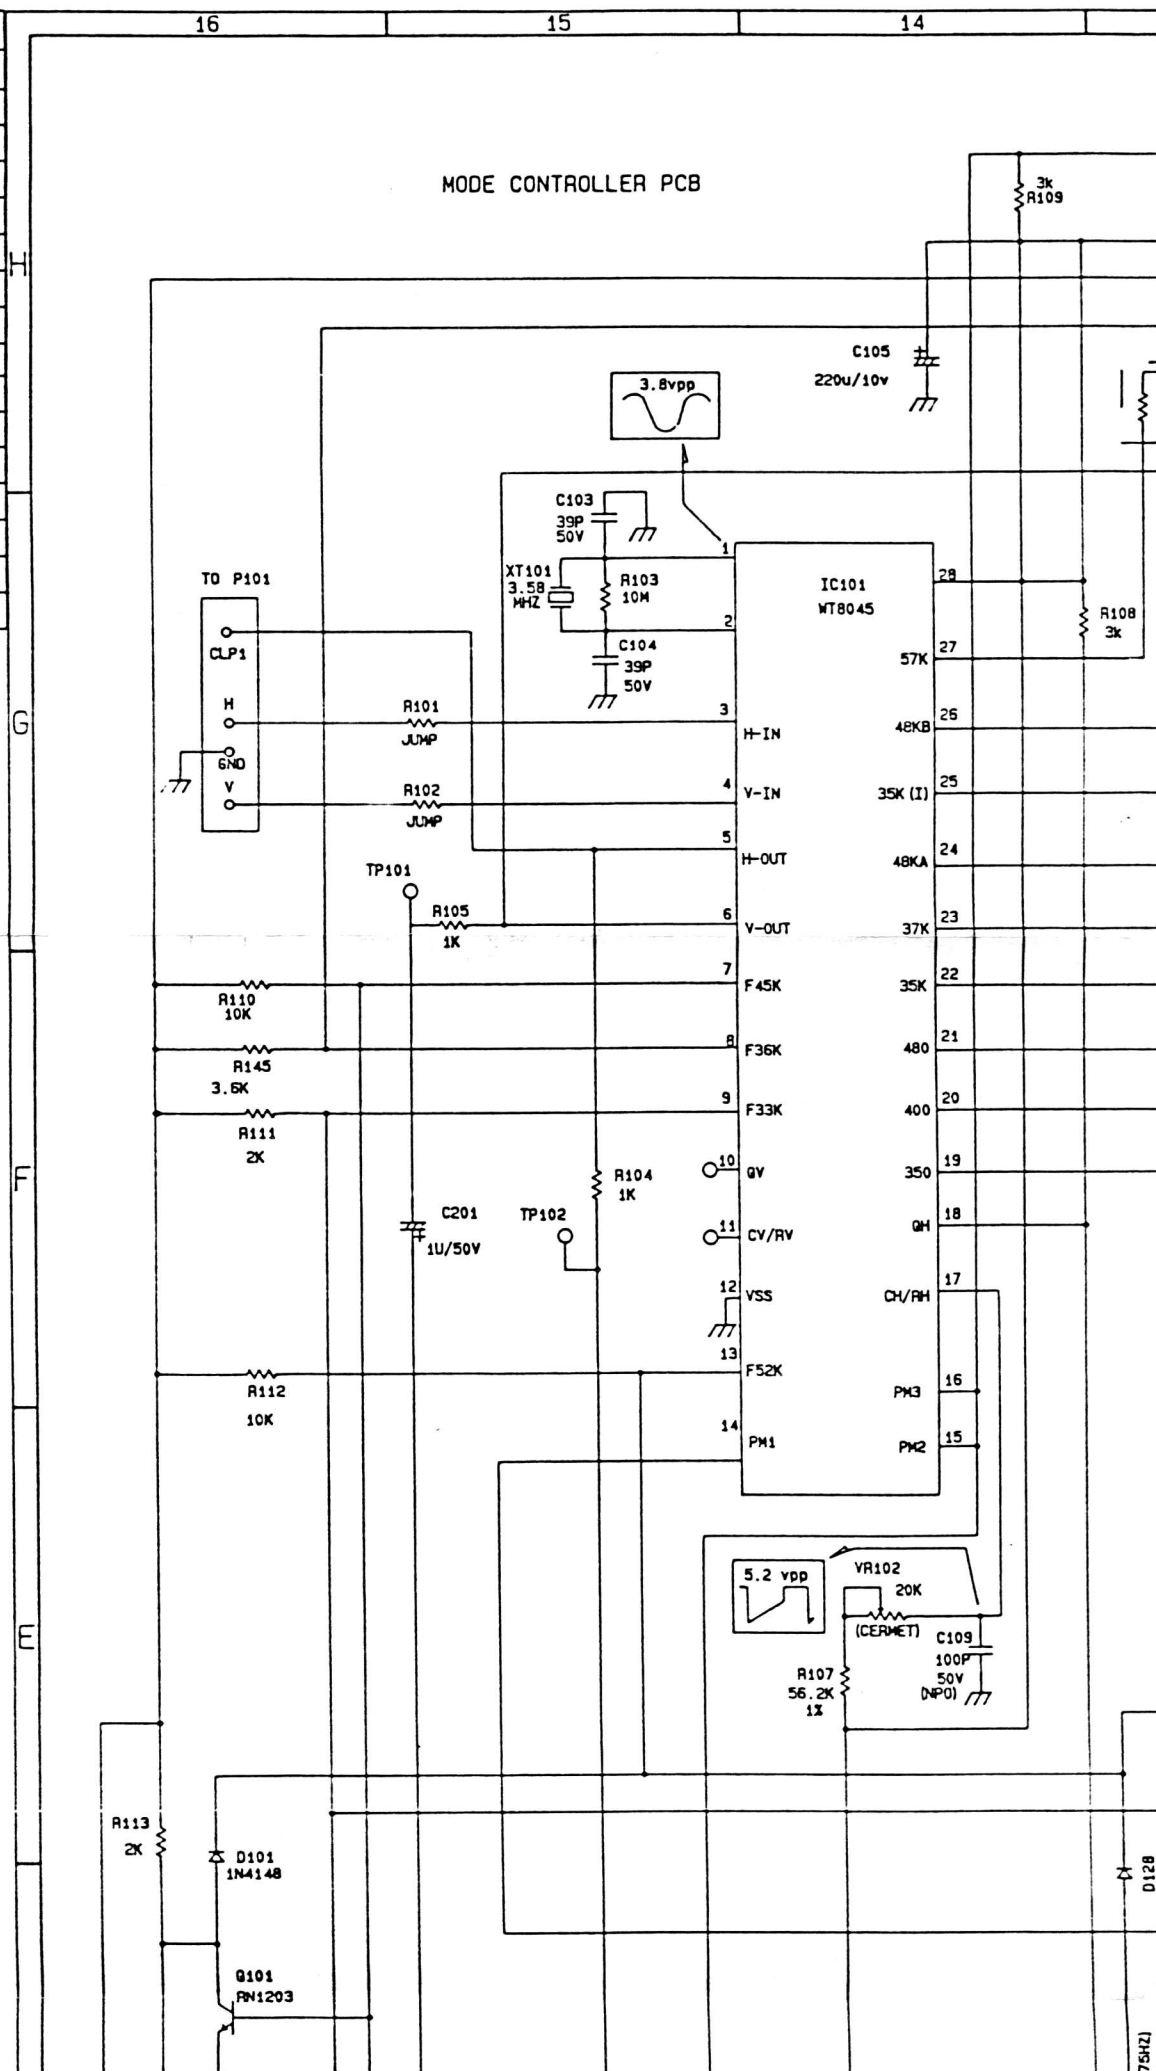 16
15
14
MODE CONTROLLER PCB
3k
R109
H
C105
+
220u/10v
3.8vpp
C103
39P
50V
1
XT101
3.58
MHZ
R103
10M
IC101
WT8045
28
TO P101
2
R108
3k
CLP1
C104
39P
50V
57K
27
G
H
R101
JUMP
3
H-IN
48KB
26
GND
V
R102
JUMP
4
V-IN
35K(I)
25
5
H-OUT
48KA
24
TP101
R105
1K
6
V-OUT
37K
23
R110
10K
7
F45K
35K
22
R145
3.6K
8
F36K
480
21
R111
2K
9
F33K
400
20
F
R104
1K
10
QV
350
19
C201
+
1U/50V
TP102
11
CV/RV
QH
18
12
VSS
CH/RH
17
R112
10K
13
F52K
PM3
16
14
PM1
PM2
15
E
5.2 vpp
VR102
20K
(CERMET)
C109
100P
50V
(NPO)
R107
56.2K
1%
R113
2K
D101
1N4148
D128
Q101
RN1203
75HZ)